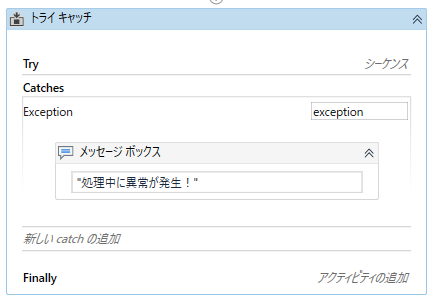 トライ キャッチ
Try シーケンス
Catches
Exception exception
メッセージ ボックス
"処理中に異常が発生！"
新しい catch の追加
Finally アクティビティの追加